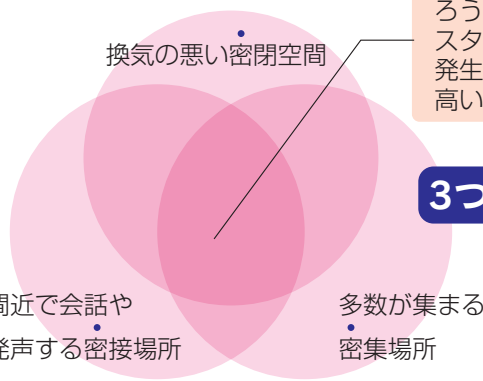 ろう
スタ
発生
高い
換気の悪い密閉空間
3つ
間近で会話や
発声する密接場所
多数が集まる
密集場所